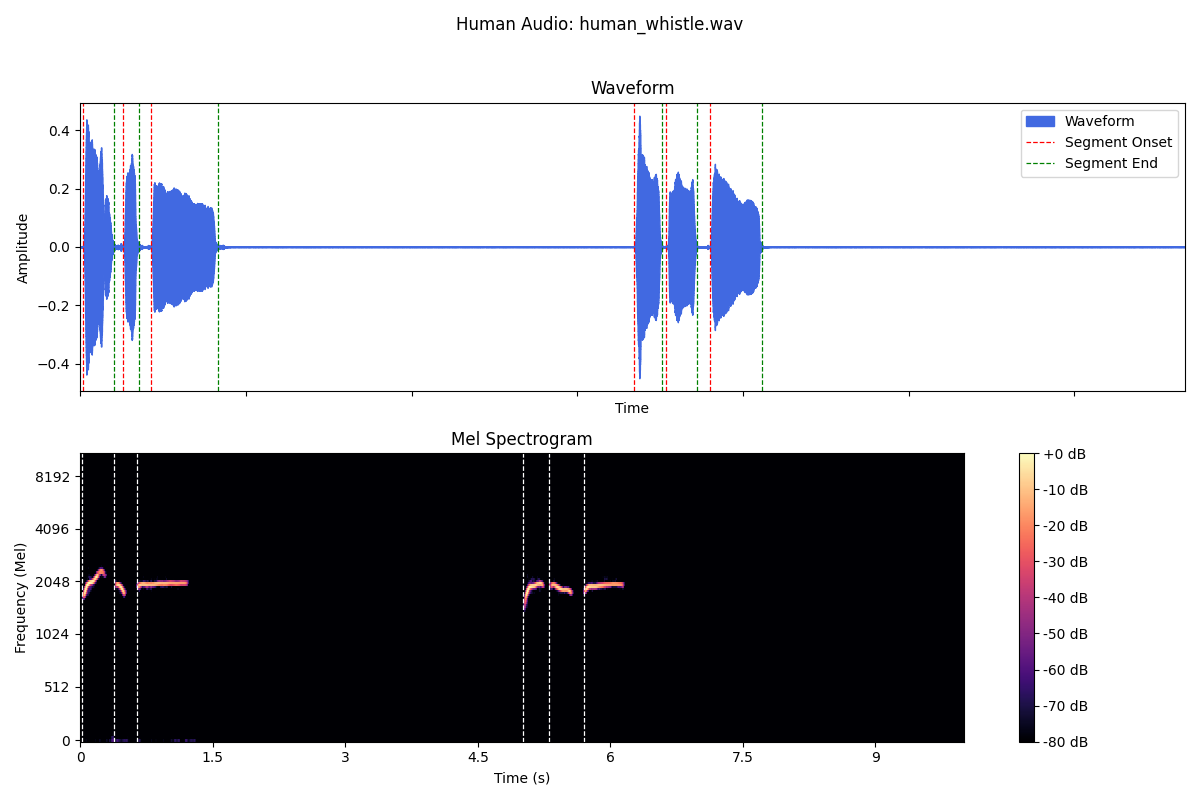 Human Audio: human_whistle.wav
Waveform
0.4
0.2
0.0
−0.2
−0.4
Amplitude
Time
Waveform
Segment Onset
Segment End
Mel Spectrogram
8192
4096
2048
1024
512
0
Frequency (Mel)
0
1.5
3
4.5
6
7.5
9
Time (s)
+0 dB
-10 dB
-20 dB
-30 dB
-40 dB
-50 dB
-60 dB
-70 dB
-80 dB